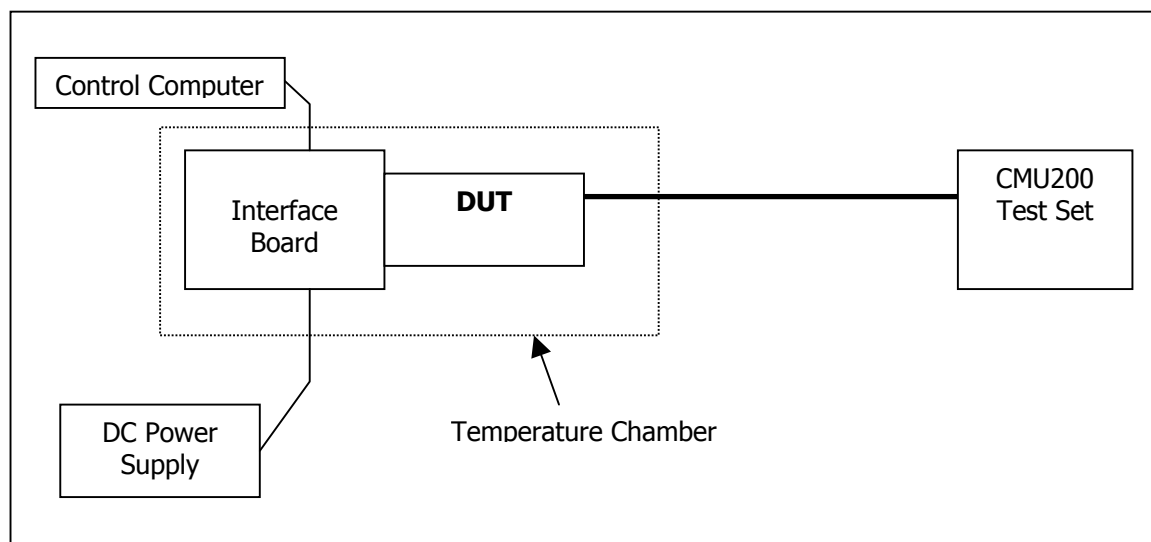 Control Computer
Interface
Board
DUT
CMU200
Test Set
DC Power
Supply
Temperature Chamber